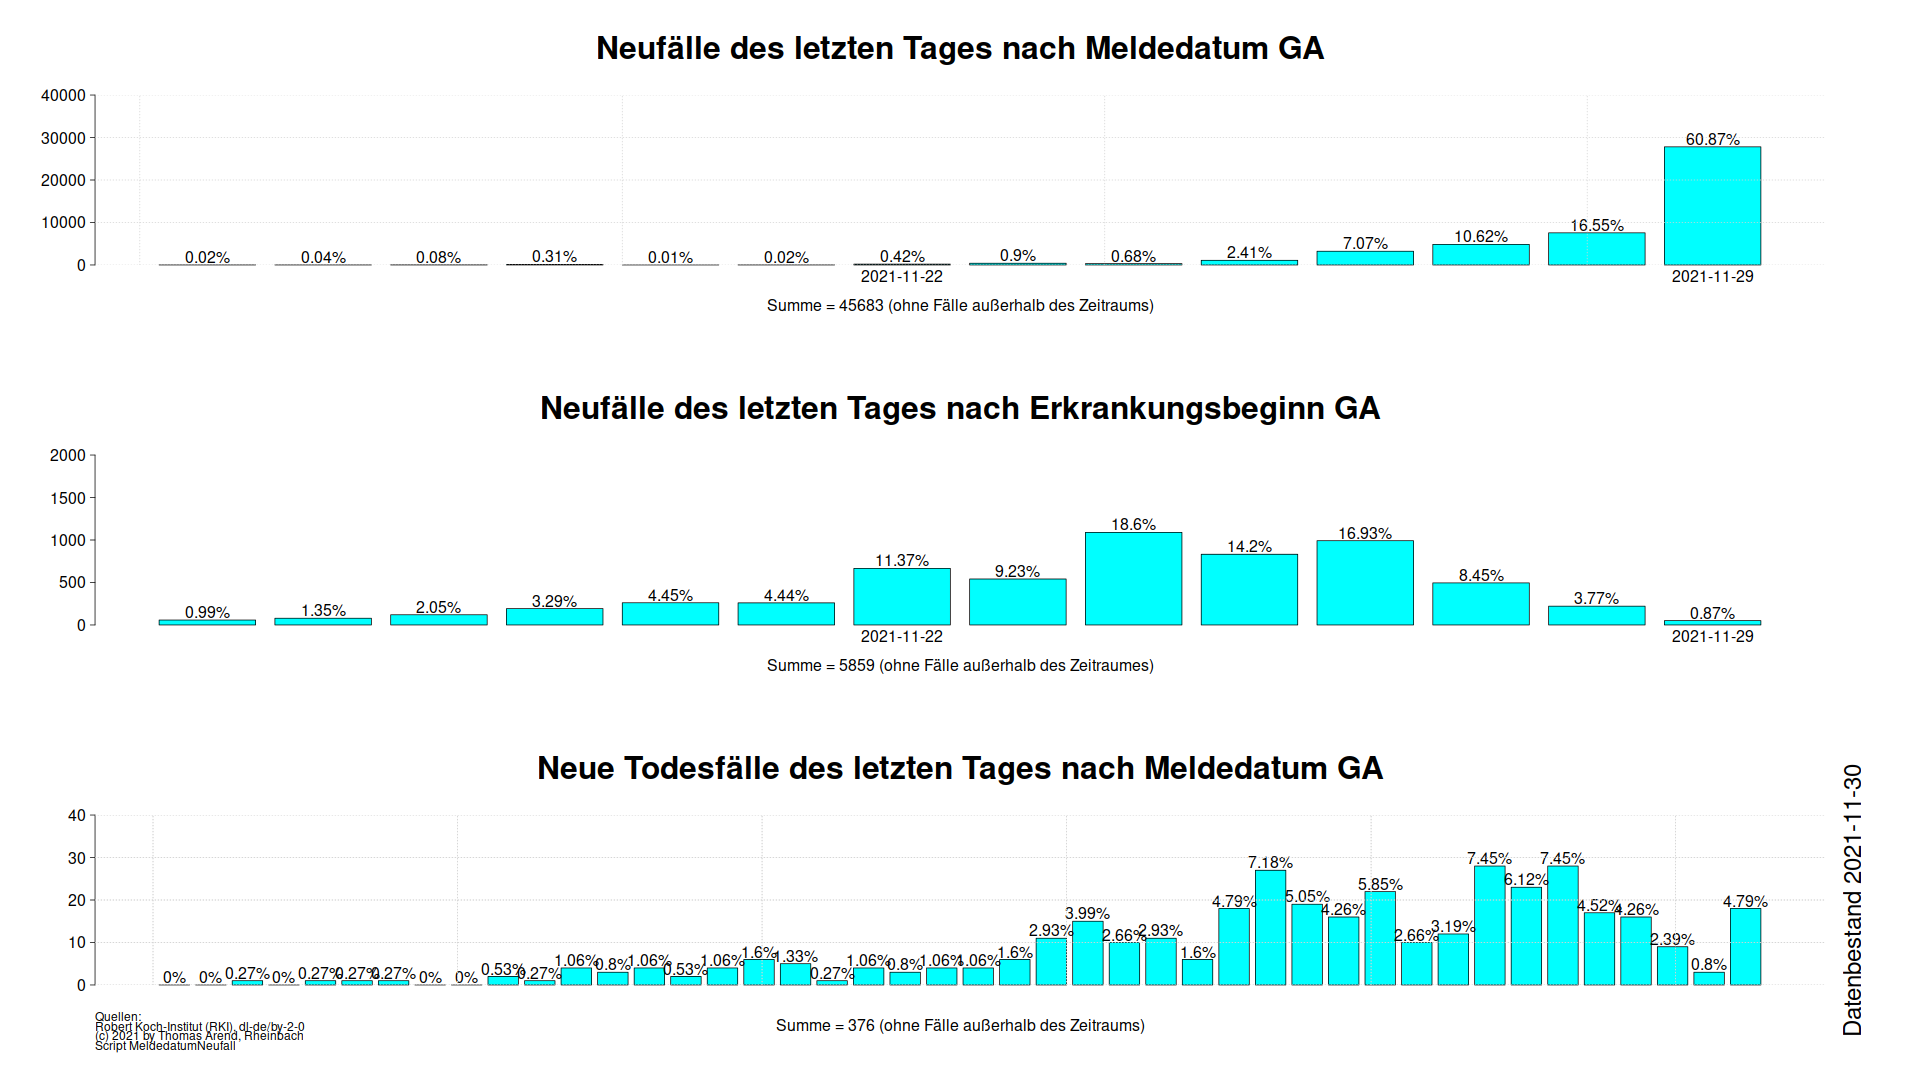 Neufälle des letzten Tages nach Meldedatum GA
40000
30000
20000
10000
0
0.02% 0.04% 0.08% 0.31% 0.01% 0.02% 0.42% 0.9% 0.68% 2.41% 7.07% 10.62% 16.55% 60.87%
2021-11-22 2021-11-29
Summe = 45683 (ohne Fälle außerhalb des Zeitraums)
Neufälle des letzten Tages nach Erkrankungsbeginn GA
2000
1500
1000
500
0
0.99% 1.35% 2.05% 3.29% 4.45% 4.44% 11.37% 9.23% 18.6% 14.2% 16.93% 8.45% 3.77% 0.87%
2021-11-22 2021-11-29
Summe = 5859 (ohne Fälle außerhalb des Zeitraumes)
Neue Todesfälle des letzten Tages nach Meldedatum GA
40
30
20
10
0
0% 0% 0.27% 0% 0.27% 0.27% 0.27% 0% 0% 0.53% 0.27% 1.06% 0.8% 1.06% 0.53% 1.06% 1.6% 1.33% 0.27% 1.06% 0.8% 1.06% 1.06% 1.6% 2.93% 3.99% 2.66% 2.93% 1.6% 4.79% 7.18% 5.05% 4.26% 5.85% 2.66% 3.19% 7.45% 6.12% 7.45% 4.52% 4.26% 2.39% 0.8% 4.79%
Summe = 376 (ohne Fälle außerhalb des Zeitraums)
Quellen:
Robert Koch-Institut (RKI), dl-de/by-2-0
(c) 2021 by Thomas Arend, Rheinbach
Script MeldedatumNeufall
Datenbestand 2021-11-30